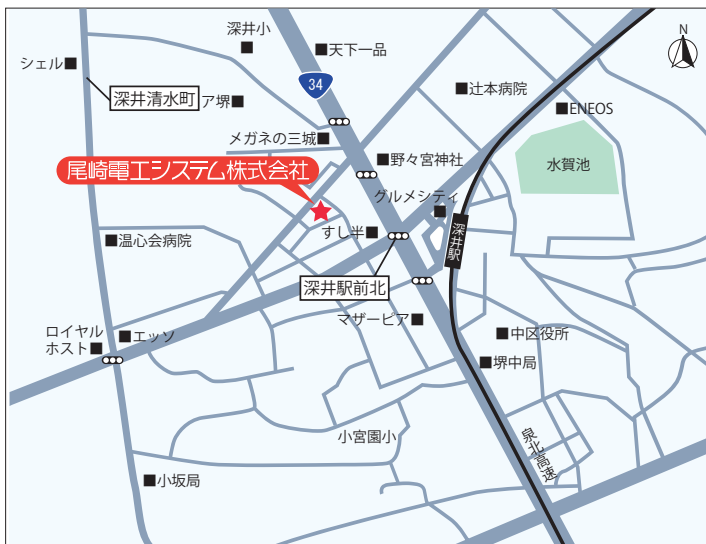 深井小
天下一品
N
シェル
34
辻本病院
深井清水町
ア堺
ENEOS
メガネの三城
野々宮神社
水賀池
尾崎電工システム株式会社
グルメシティ
すし半
深井駅
温心会病院
深井駅前北
マザーピア
中区役所
ロイヤル
ホスト
エッソ
堺中局
小宮園小
泉北高速
小坂局